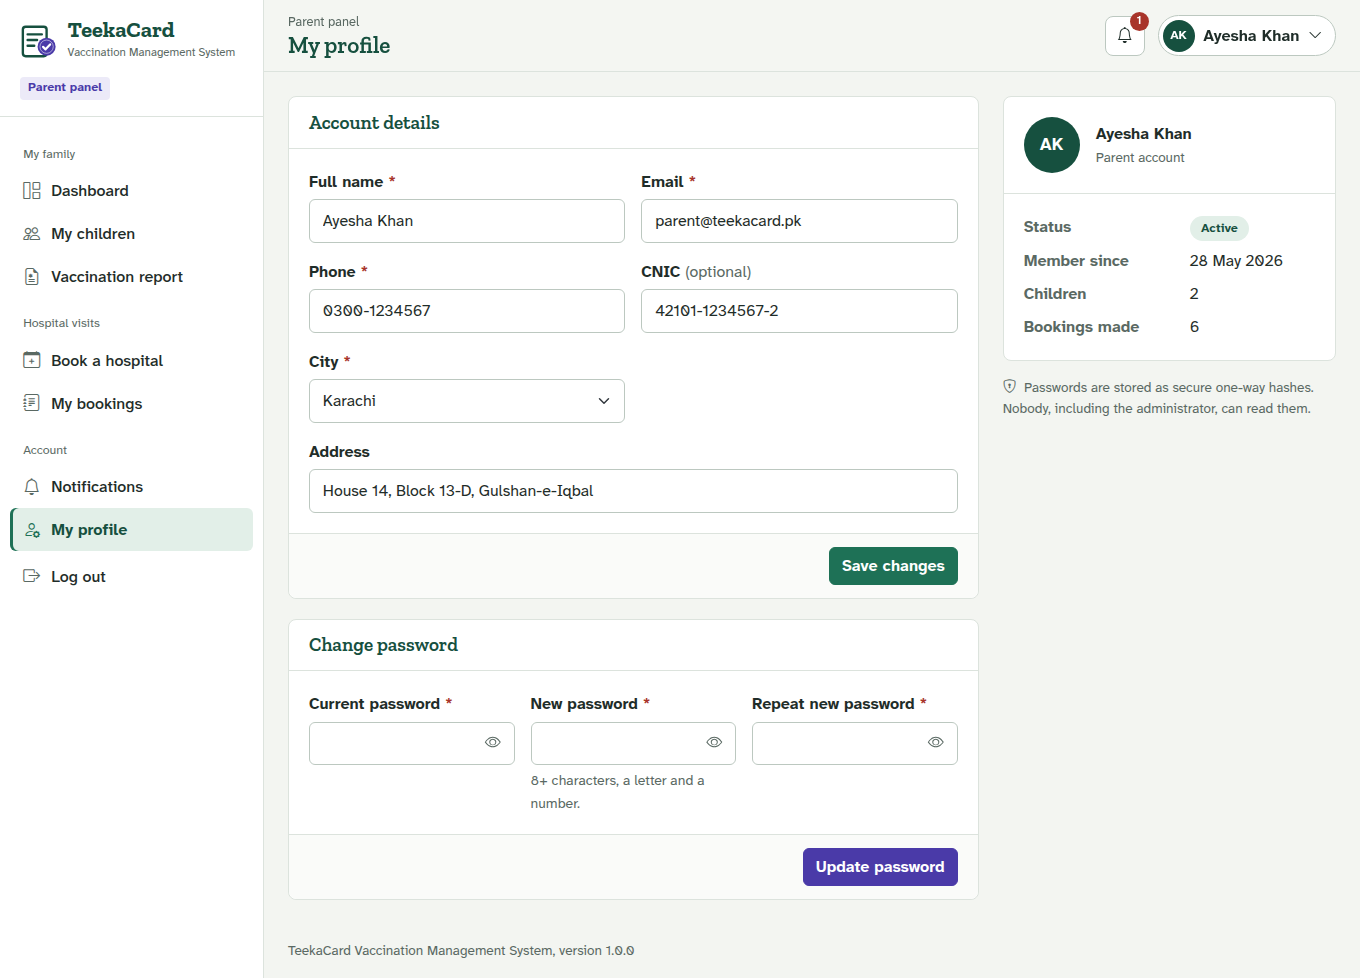 TeekaCard
Vaccination Management System
Parent panel
My family
Dashboard
My children
Vaccination report
Hospital visits
Book a hospital
My bookings
Account
Notifications
My profile
Log out
Parent panel
My profile
1
AK
Ayesha Khan
Account details
Full name *
Ayesha Khan
Email *
parent@teekacard.pk
Phone *
0300-1234567
CNIC (optional)
42101-1234567-2
City *
Karachi
Address
House 14, Block 13-D, Gulshan-e-Iqbal
Save changes
Change password
Current password *
New password *
8+ characters, a letter and a
number.
Repeat new password *
Update password
AK
Ayesha Khan
Parent account
Status Active
Member since 28 May 2026
Children 2
Bookings made 6
Passwords are stored as secure one-way hashes.
Nobody, including the administrator, can read them.
TeekaCard Vaccination Management System, version 1.0.0